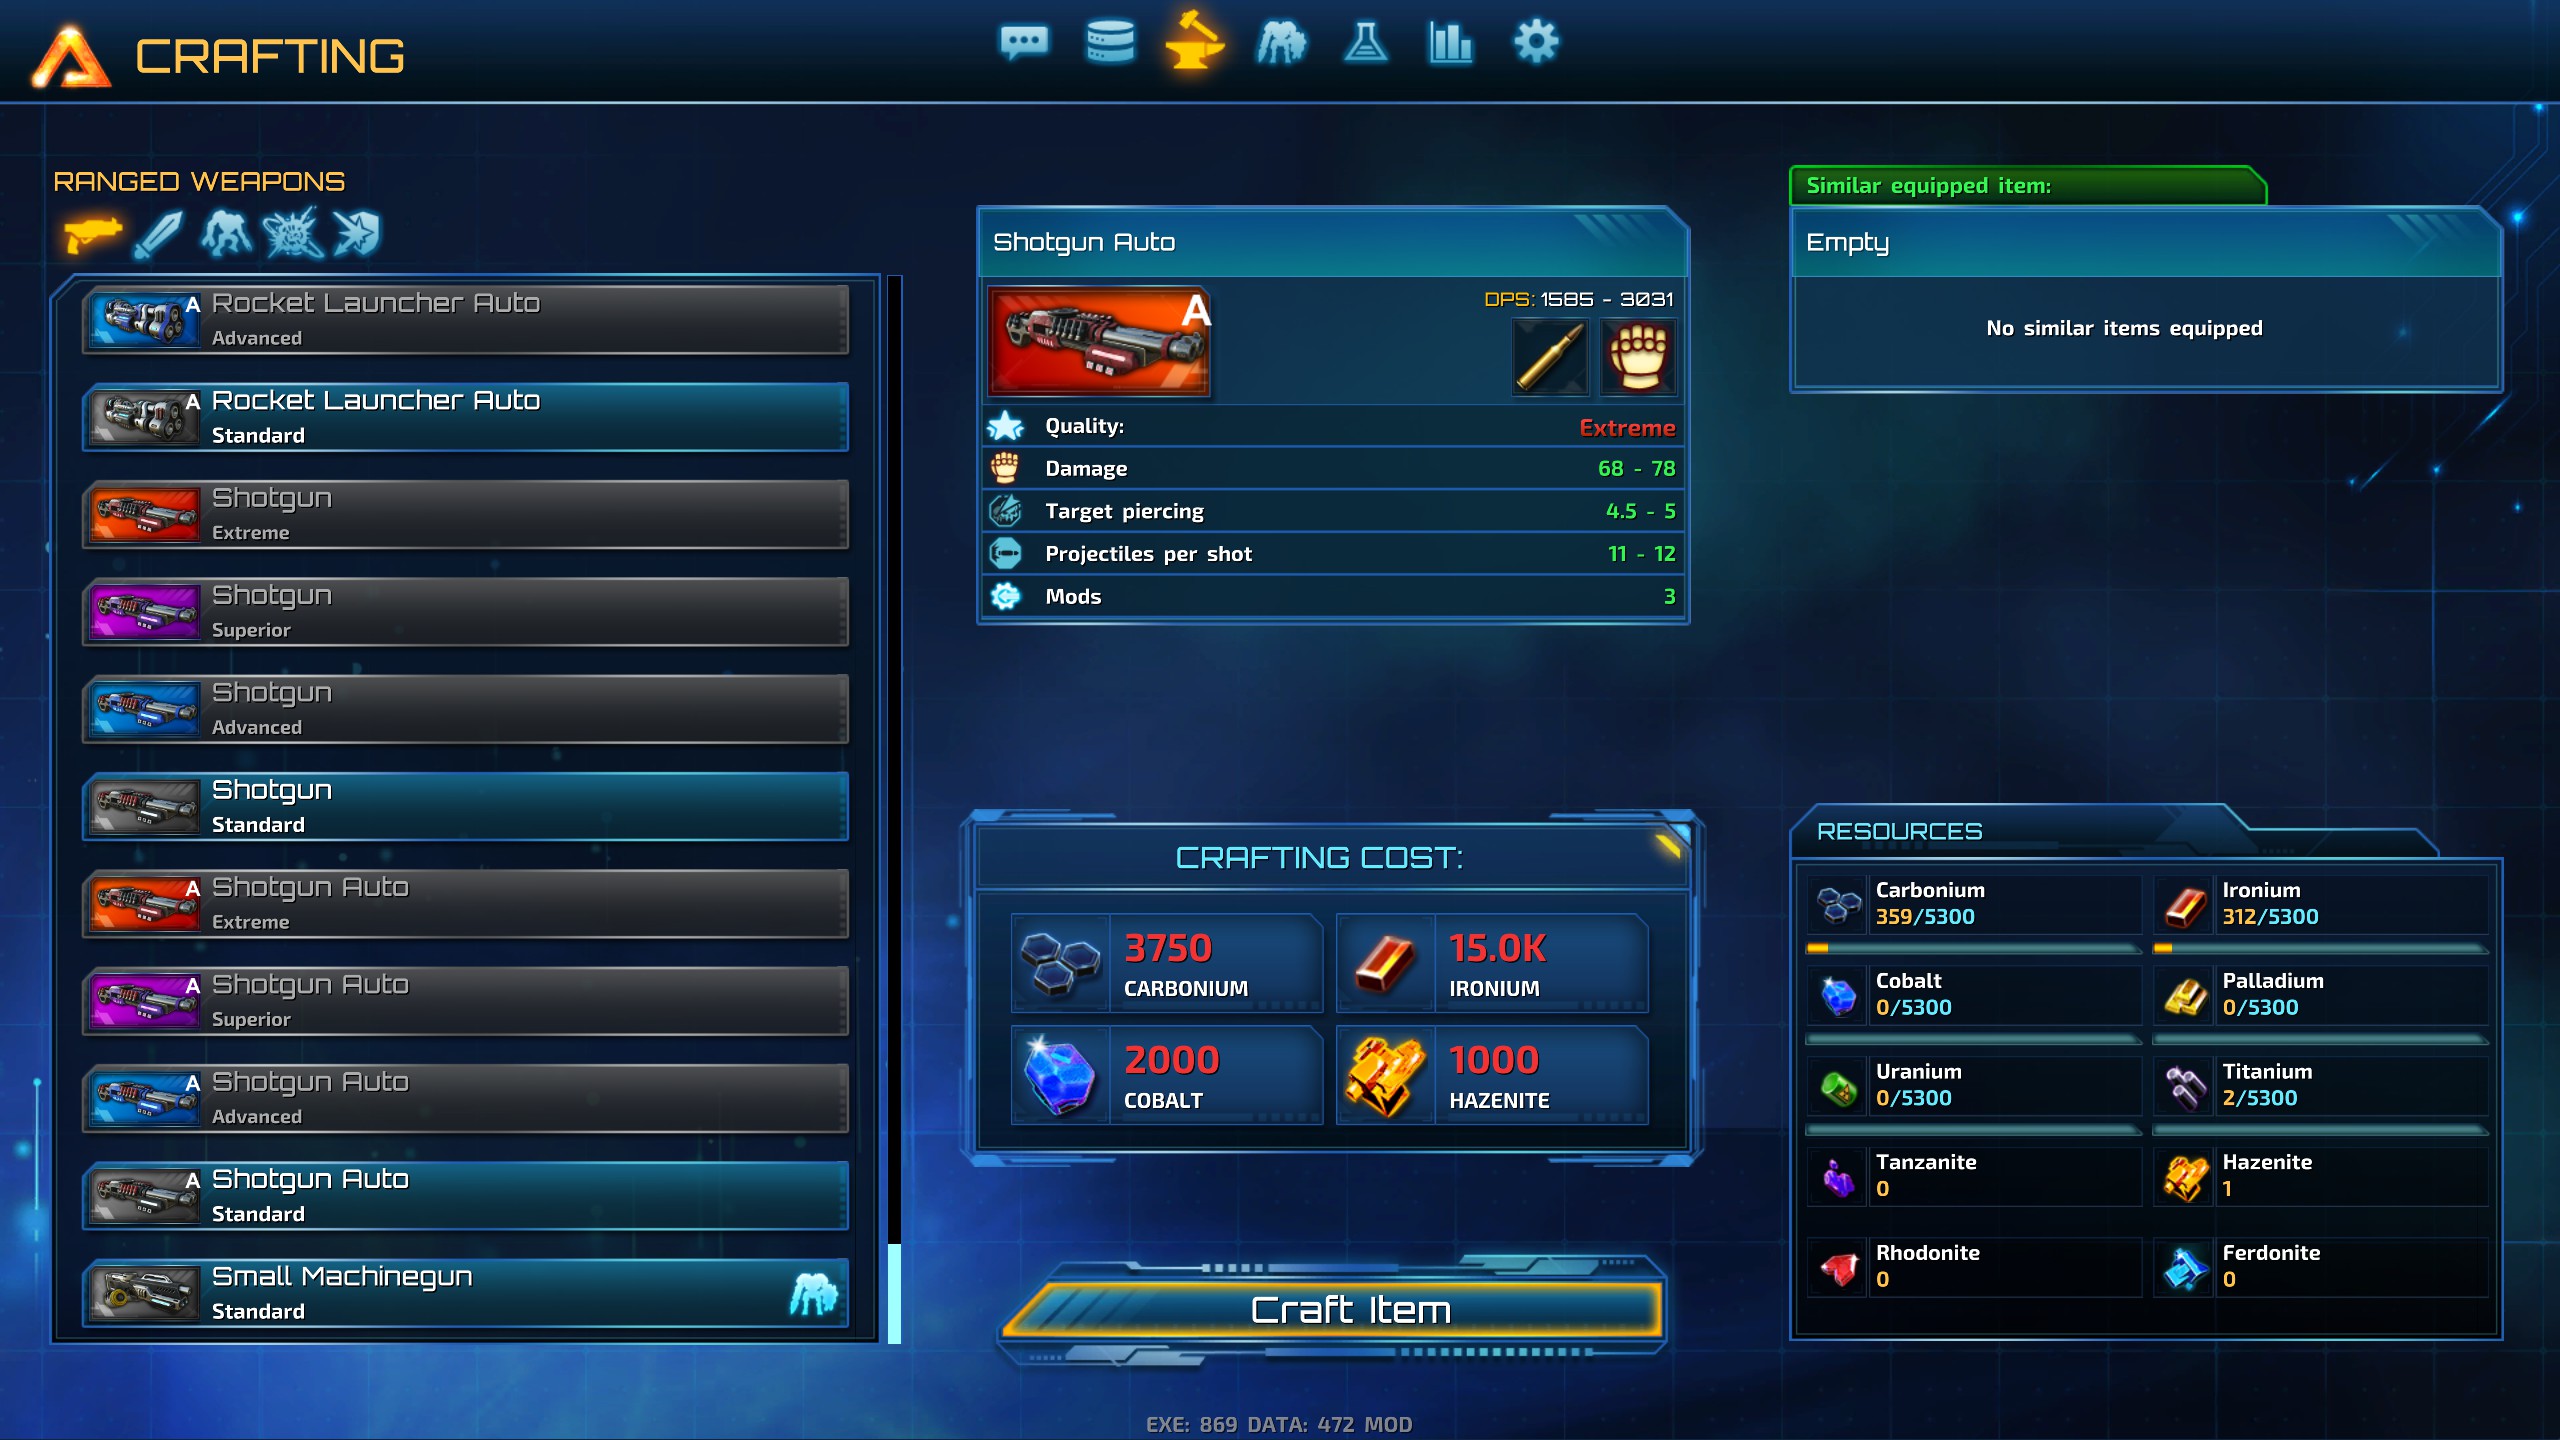 CRAFTING
RANGED WEAPONS
A Rocket Launcher Auto
Advanced
A Rocket Launcher Auto
Standard
Shotgun
Extreme
Shotgun
Superior
Shotgun
Advanced
Shotgun
Standard
A Shotgun Auto
Extreme
A Shotgun Auto
Superior
A Shotgun Auto
Advanced
A Shotgun Auto
Standard
Small Machinegun
Standard
Shotgun Auto
A
DPS: 1585 - 3031
Quality: Extreme
Damage 68 - 78
Target piercing 4.5 - 5
Projectiles per shot 11 - 12
Mods 3
CRAFTING COST:
3750
CARBONIUM
15.0K
IRONIUM
2000
COBALT
1000
HAZENITE
Craft Item
Similar equipped item:
Empty
No similar items equipped
RESOURCES
Carbonium
359/5300
Ironium
312/5300
Cobalt
0/5300
Palladium
0/5300
Uranium
0/5300
Titanium
2/5300
Tanzanite
0
Hazenite
1
Rhodonite
0
Ferdonite
0
EXE: 869 DATA: 472 MOD